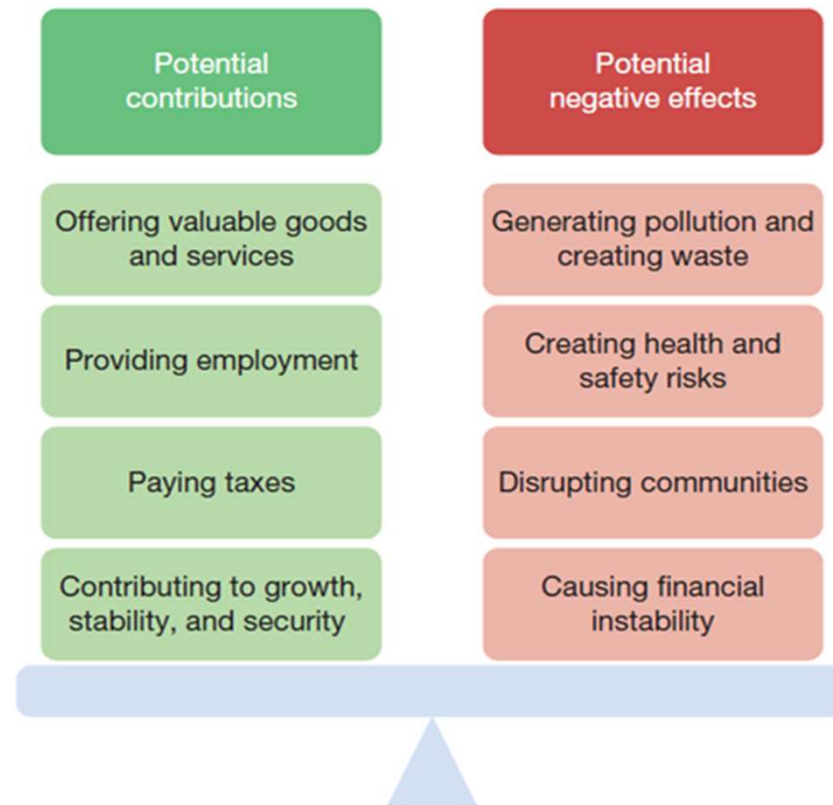 Potential
contributions
Offering valuable goods
and services
Providing employment
Paying taxes
Contributing to growth,
stability, and security
Potential
negative effects
Generating pollution and
creating waste
Creating health and
safety risks
Disrupting communities
Causing financial
instability